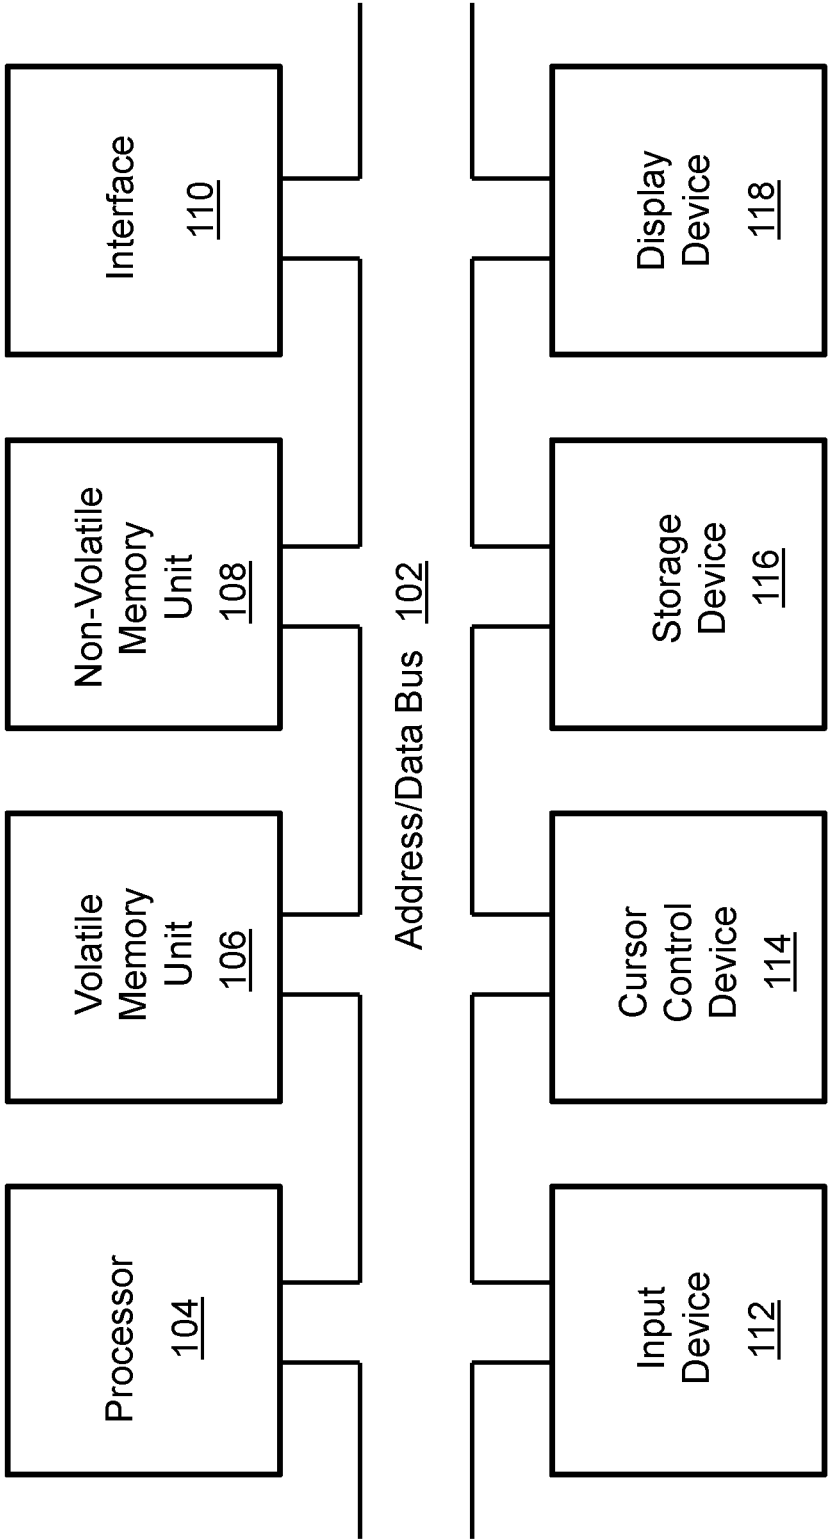 Processor
104
Volatile
Memory
Unit
106
Non-Volatile
Memory
Unit
108
Interface
110
Address/Data Bus 102
Input
Device
112
Cursor
Control
Device
114
Storage
Device
116
Display
Device
118